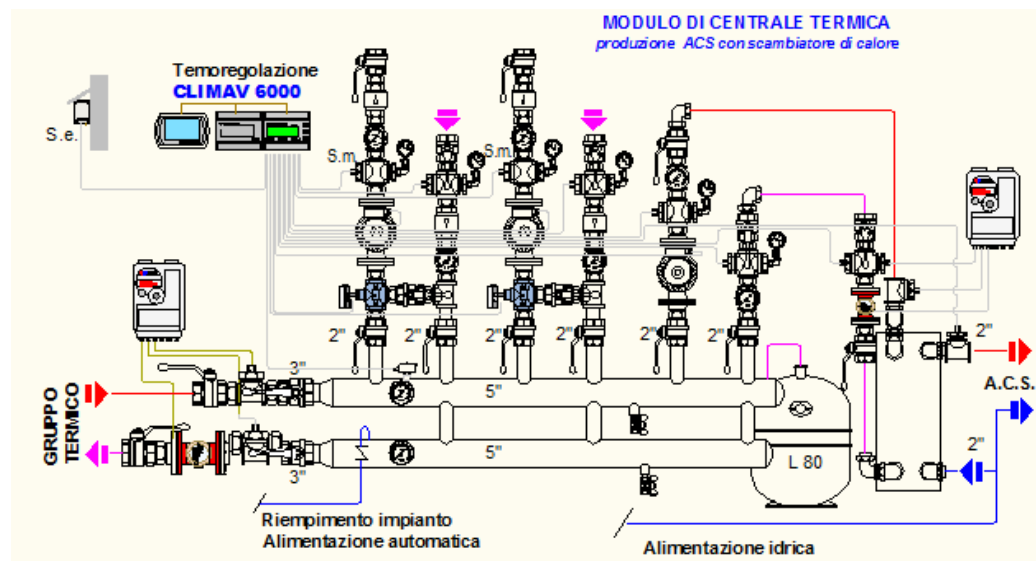 MODULO DI CENTRALE TERMICA
produzione ACS con scambiatore di calore
Temoregolazione
CLIMAV 6000
S.e.
S.m.
S.m.
2"
2"
2"
2"
2"
2"
2"
3"
5"
A.C.S.
GRUPPO
TERMICO
5"
2"
3"
L 80
Riempimento impianto
Alimentazione automatica
Alimentazione idrica